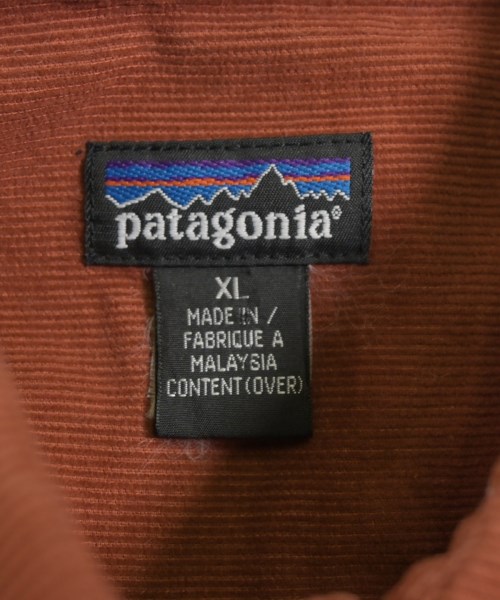 patagonia®
XL
MADE IN /
FABRIQUE A
MALAYSIA
CONTENT (OVER)